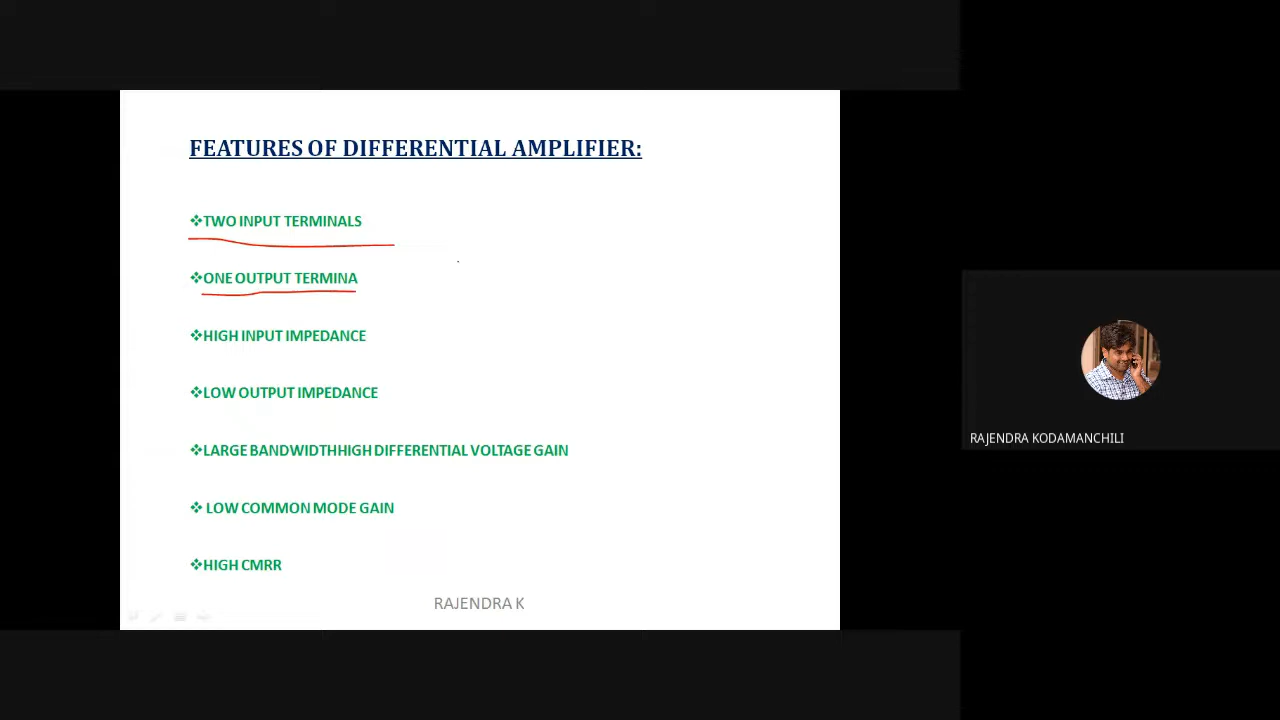 FEATURES OF DIFFERENTIAL AMPLIFIER:
❖TWO INPUT TERMINALS
❖ONE OUTPUT TERMINA
❖HIGH INPUT IMPEDANCE
❖LOW OUTPUT IMPEDANCE
❖LARGE BANDWIDTHHIGH DIFFERENTIAL VOLTAGE GAIN
❖ LOW COMMON MODE GAIN
❖HIGH CMRR
RAJENDRA K
RAJENDRA KODAMANCHILI